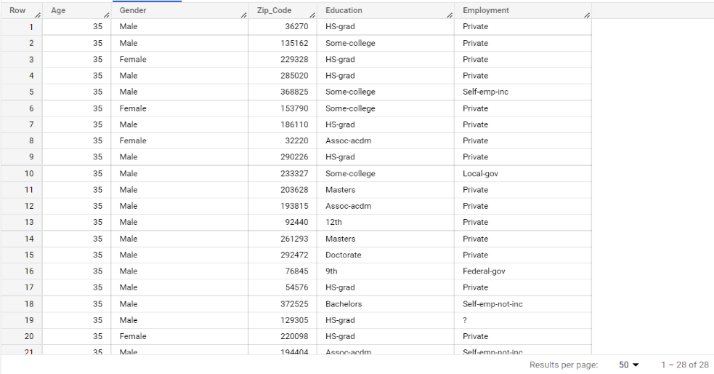 Row Age Gender Zip_Code Education Employment
1 35 Male 36270 HS-grad Private
2 35 Male 135162 Some-college Private
3 35 Female 229328 HS-grad Private
4 35 Male 285020 HS-grad Private
5 35 Male 368825 Some-college Self-emp-inc
6 35 Female 153790 Some-college Private
7 35 Male 186110 HS-grad Private
8 35 Female 32220 Assoc-acdm Private
9 35 Male 290226 HS-grad Private
10 35 Male 233327 Some-college Local-gov
11 35 Male 203628 Masters Private
12 35 Male 193815 Assoc-acdm Private
13 35 Male 92440 12th Private
14 35 Male 261293 Masters Private
15 35 Male 292472 Doctorate Private
16 35 Male 76845 9th Federal-gov
17 35 Male 54576 HS-grad Private
18 35 Male 372525 Bachelors Self-emp-not-inc
19 35 Male 129305 HS-grad ?
20 35 Female 220098 HS-grad Private
21 35 Male 194404 Assoc-acdm Self-emp-not-inc
Results per page: 50 1 – 28 of 28